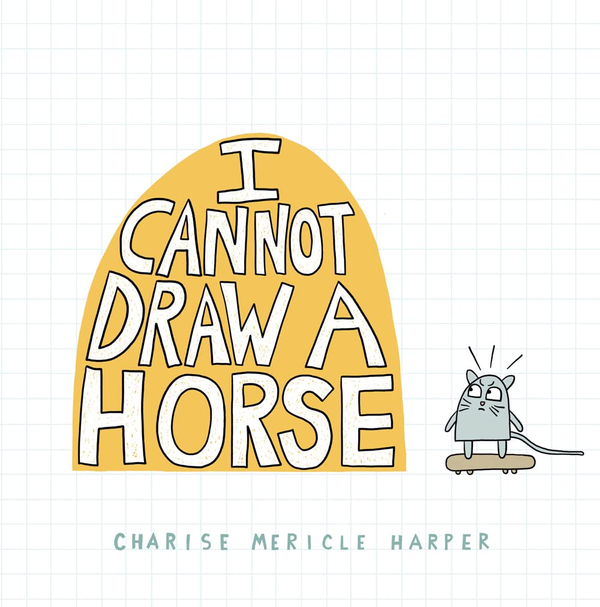 I
CANNOT
DRAW A
HORSE
CHARISE MERICLE HARPER